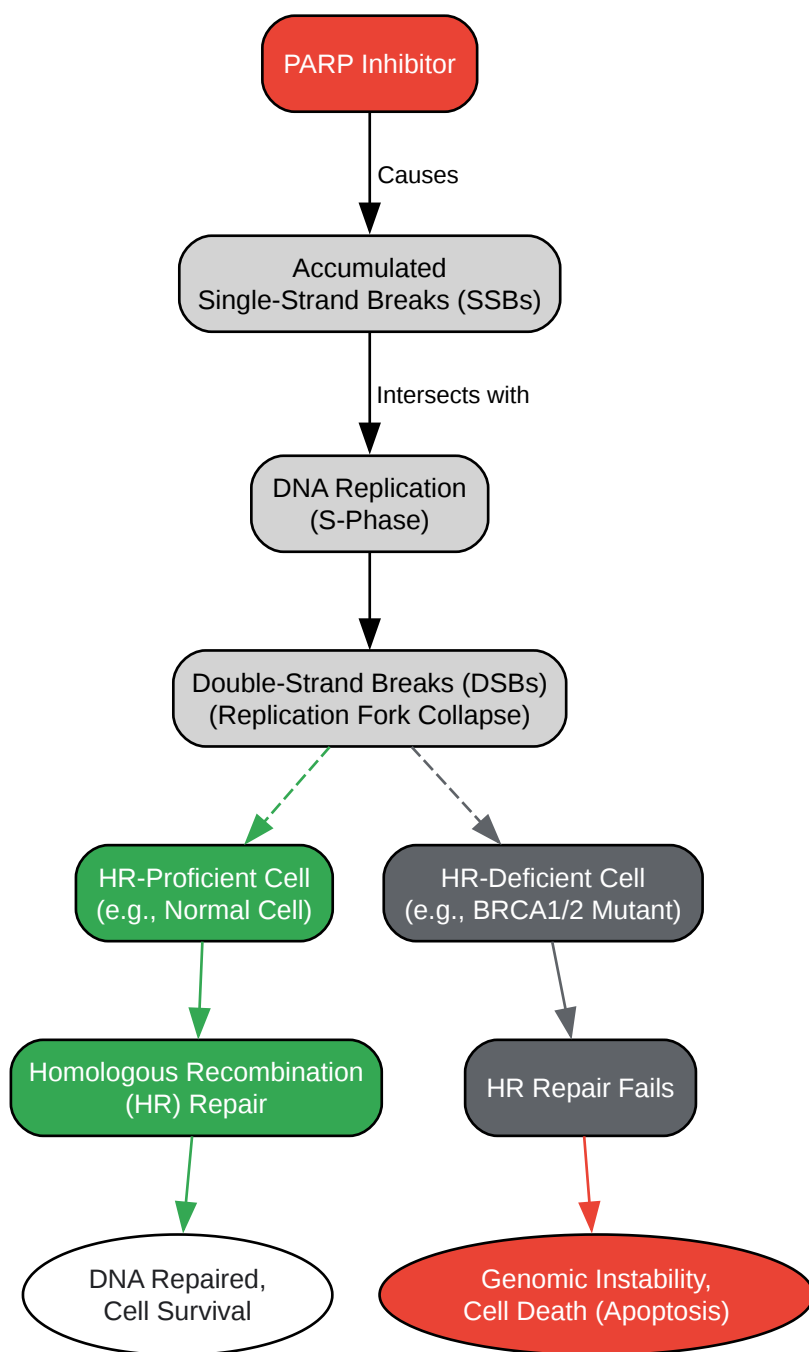 PARP Inhibitor
Causes
Accumulated
Single-Strand Breaks (SSBs)
Intersects with
DNA Replication
(S-Phase)
Double-Strand Breaks (DSBs)
(Replication Fork Collapse)
HR-Proficient Cell
(e.g., Normal Cell)
HR-Deficient Cell
(e.g., BRCA1/2 Mutant)
Homologous Recombination
(HR) Repair
HR Repair Fails
DNA Repaired,
Cell Survival
Genomic Instability,
Cell Death (Apoptosis)